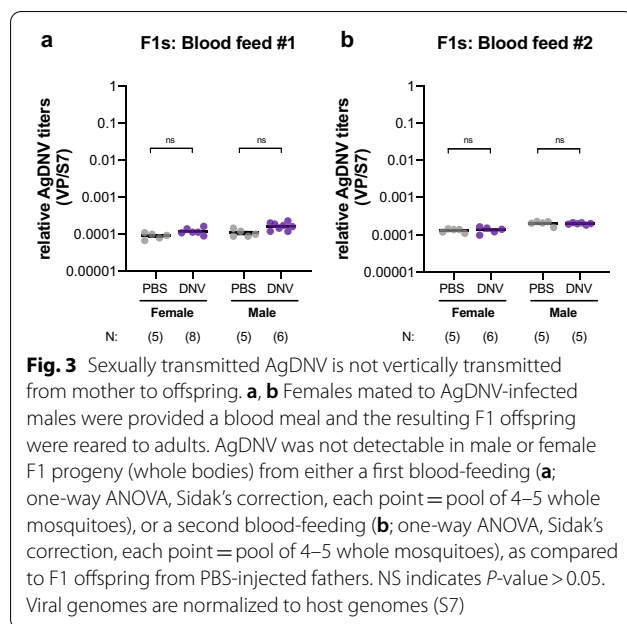 a F1s: Blood feed #1
relative AgDNV titers
(VP/S7)
1
0.1
0.01
0.001
0.0001
0.00001
ns
ns
PBS DNV PBS DNV
Female Male
N: (5) (8) (5) (6)
b F1s: Blood feed #2
relative AgDNV titers
(VP/S7)
1
0.1
0.01
0.0001
0.0001
0.00001
ns
ns
PBS DNV PBS DNV
Female Male
N: (5) (6) (5) (5)
Fig. 3 Sexually transmitted AgDNV is not vertically transmitted
from mother to offspring. a, b Females mated to AgDNV-infected
males were provided a blood meal and the resulting F1 offspring
were reared to adults. AgDNV was not detectable in male or female
F1 progeny (whole bodies) from either a first blood-feeding (a;
one-way ANOVA, Sidak’s correction, each point = pool of 4–5 whole
mosquitoes), or a second blood-feeding (b; one-way ANOVA, Sidak’s
correction, each point = pool of 4–5 whole mosquitoes), as compared
to F1 offspring from PBS-injected fathers. NS indicates P-value > 0.05.
Viral genomes are normalized to host genomes (S7)